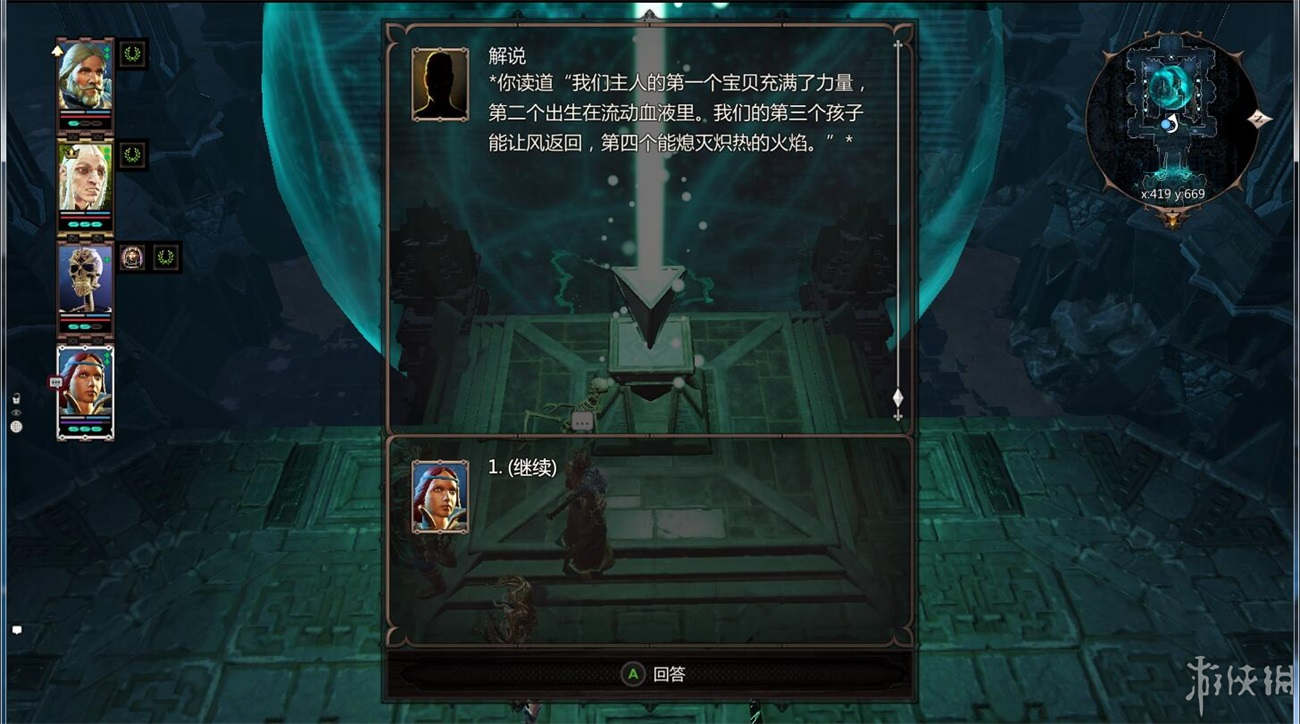 解说
*你读道“我们主人的第一个宝贝充满了力量，
第二个出生在流动血液里。我们的第三个孩子
能让风返回，第四个能熄灭炽热的火焰。”*
x:419 y:669
1. (继续)
A 回答
游侠网